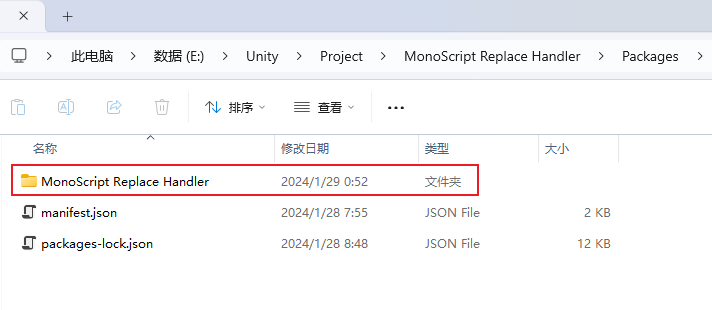 此电脑 > 数据 (E:) > Unity > Project > MonoScript Replace Handler > Packages >
排序 查看
名称 修改日期 类型 大小
MonoScript Replace Handler 2024/1/29 0:52 文件夹
manifest.json 2024/1/28 7:55 JSON File 2 KB
packages-lock.json 2024/1/28 8:48 JSON File 12 KB